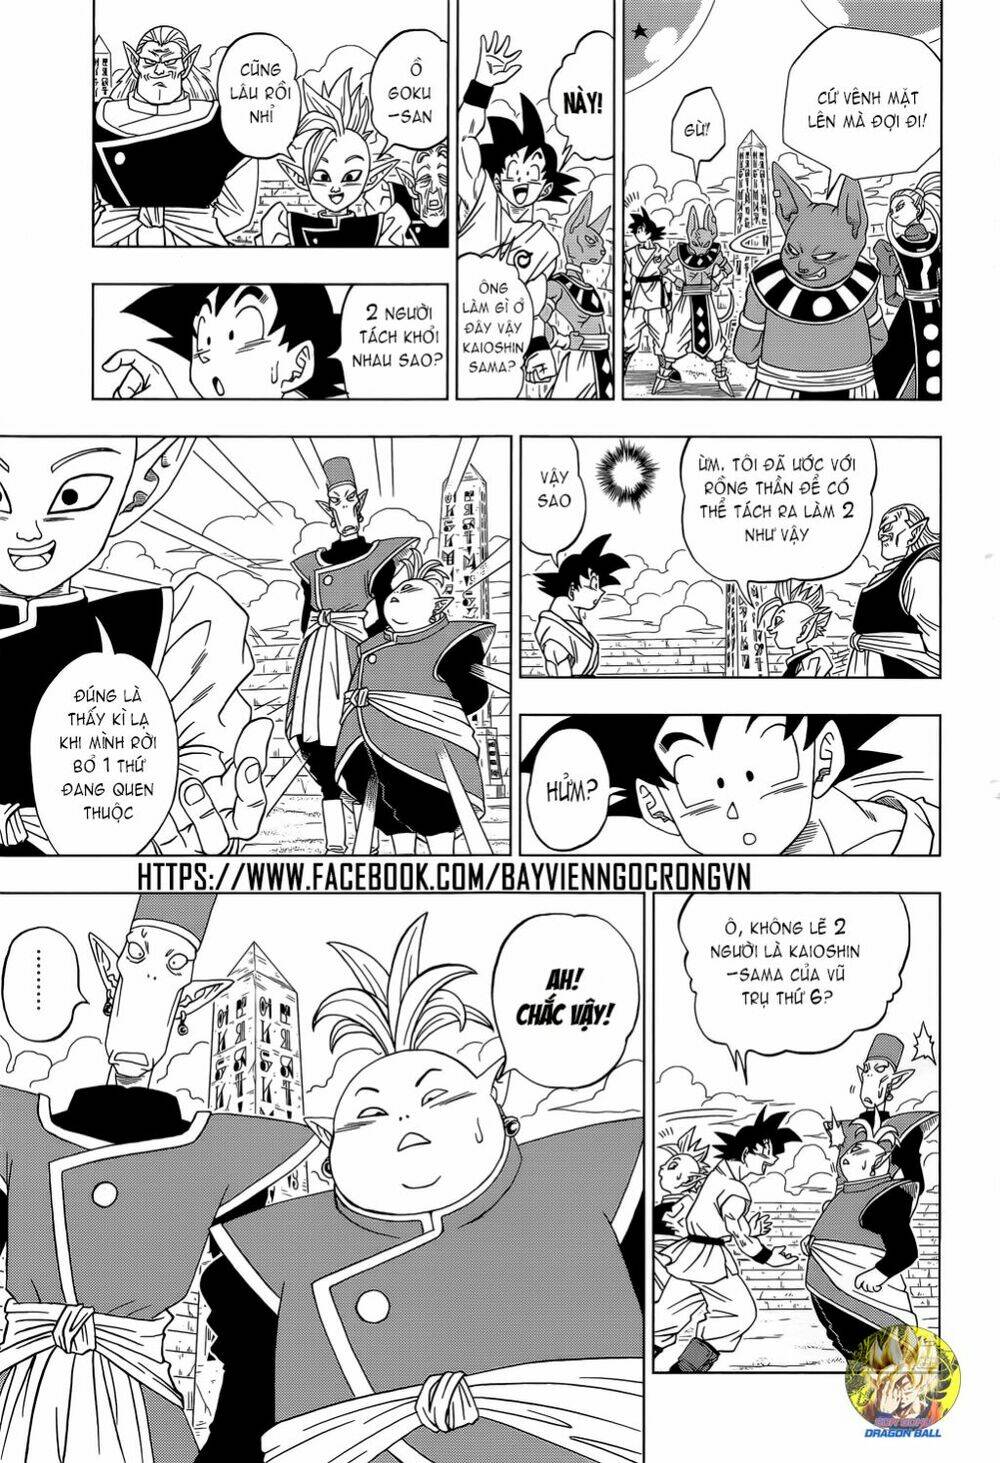 CỨ VÊNH MẶT
LÊN MÀ ĐỢI ĐI!
GỪ!
NÀY!
ÔNG
LÀM GÌ Ở
ĐÂY VẬY
KAIOSHIN
SAMA?
Ồ
GOKU
-SAN
CŨNG
LÂU RỒI
NHỈ
2 NGƯỜI
TÁCH KHỎI
NHAU SAO?
ỪM. TÔI ĐÃ ƯỚC VỚI
RỒNG THẦN ĐỂ CÓ
THỂ TÁCH RA LÀM 2
NHƯ VẬY
VẬY
SAO
ĐÚNG LÀ
THẤY KÌ LẠ
KHI MÌNH RỜI
BỎ 1 THỨ
ĐANG QUEN
THUỘC
HỬM?
HTTPS://WWW.FACEBOOK.COM/BAYVIENNGOCRONGVN
Ô, KHÔNG LẼ 2
NGƯỜI LÀ KAIOSHIN
-SAMA CỦA VŨ
TRỤ THỨ 6?
AH!
CHẮC VẬY!
........
DRAGON BALL